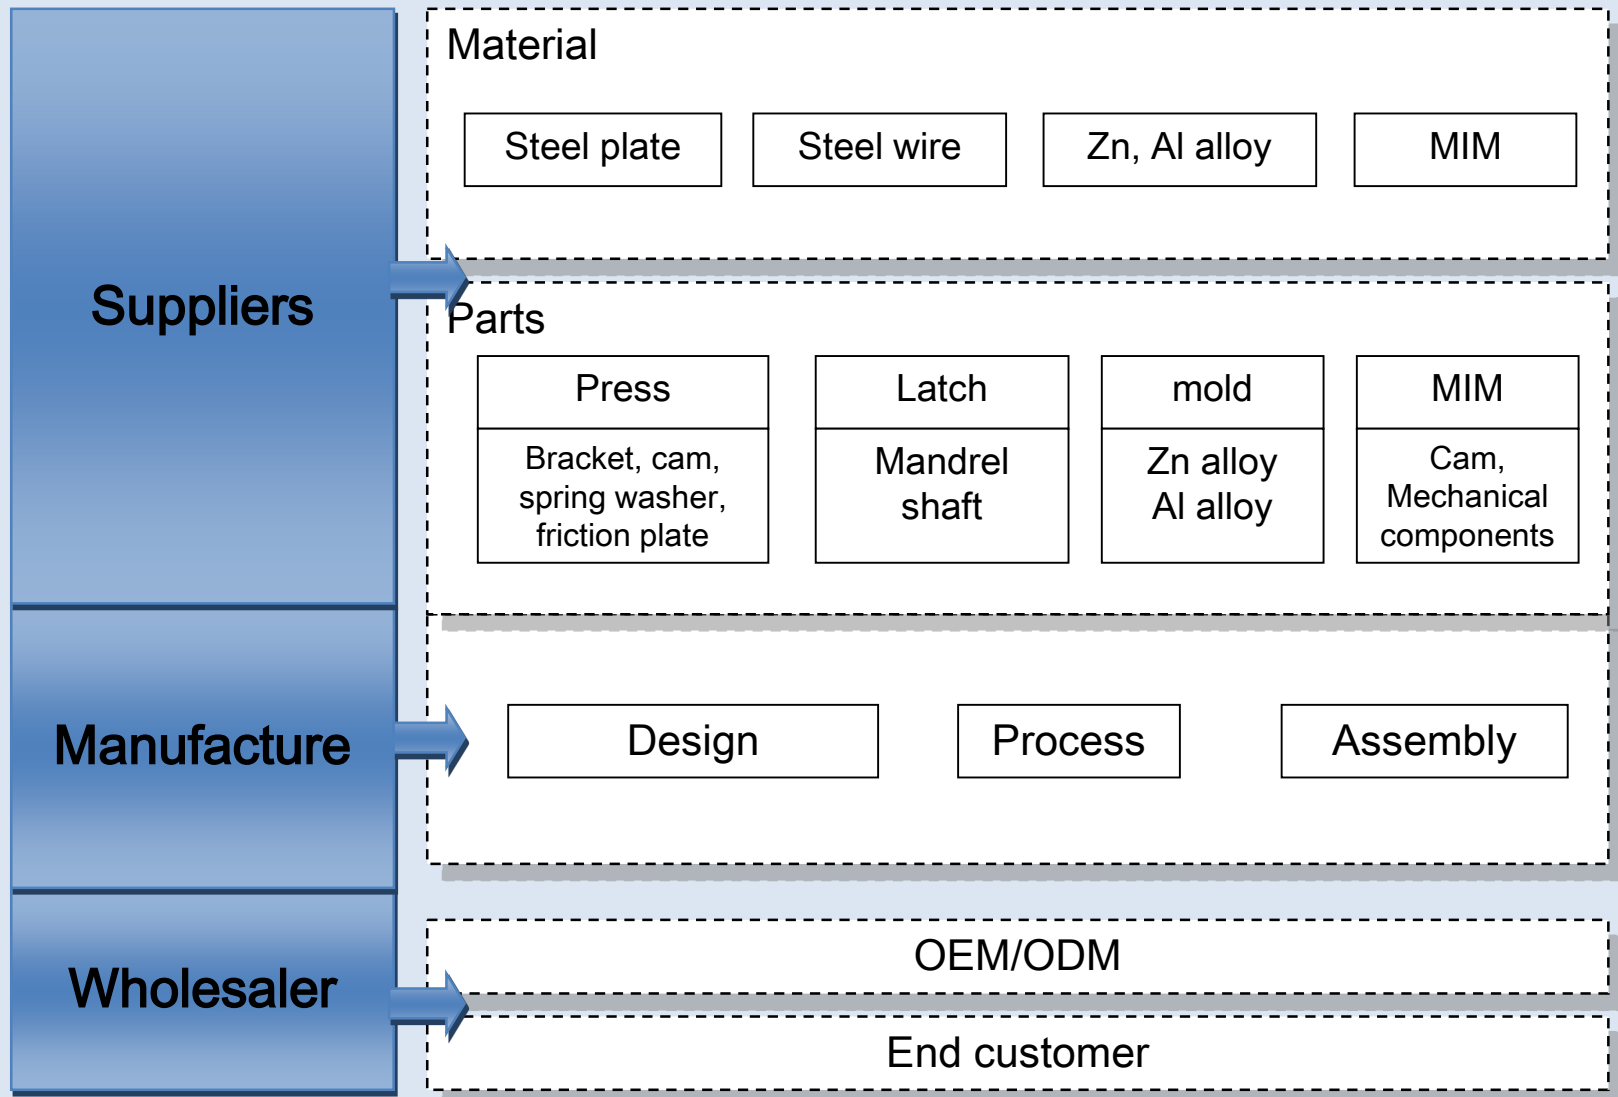 Suppliers
Material
Steel plate
Steel wire
Zn, Al alloy
MIM
Parts
Press
Bracket, cam,
spring washer,
friction plate
Latch
Mandrel
shaft
mold
Zn alloy
Al alloy
MIM
Cam,
Mechanical
components
Manufacture
Design
Process
Assembly
Wholesaler
OEM/ODM
End customer